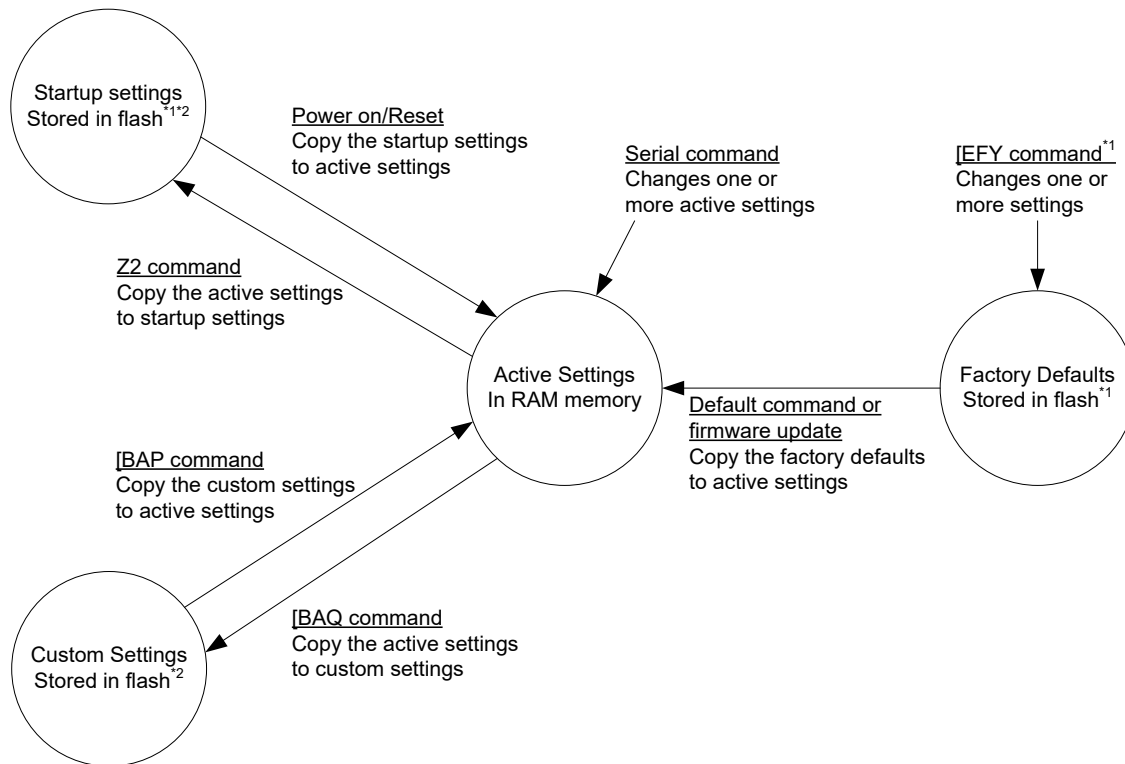 Startup settings
Stored in flash*1*2
Power on/Reset
Copy the startup settings
to active settings
Serial command
Changes one or
more active settings
[EFY command*1
Changes one or
more settings
Z2 command
Copy the active settings
to startup settings
Active Settings
In RAM memory
Factory Defaults
Stored in flash*1
Default command or
firmware update
Copy the factory defaults
to active settings
[BAP command
Copy the custom settings
to active settings
[BAQ command
Copy the active settings
to custom settings
Custom Settings
Stored in flash*2